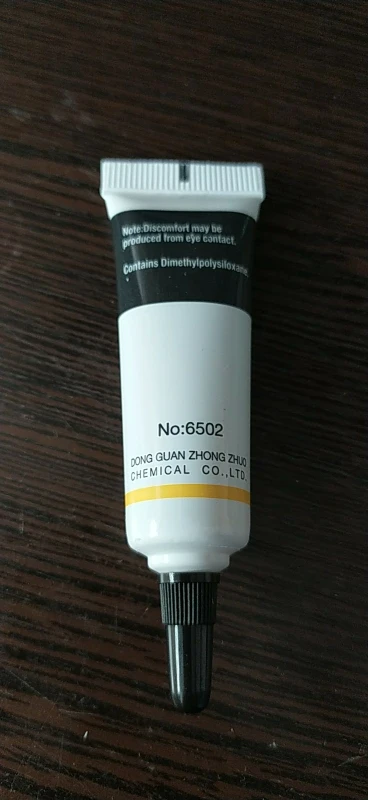 Note:Discomfort may be
produced from eye contact.
Contains Dimethylpolysiloxane
No:6502
DONG GUAN ZHONG ZHUO
CHEMICAL CO.,LTD.